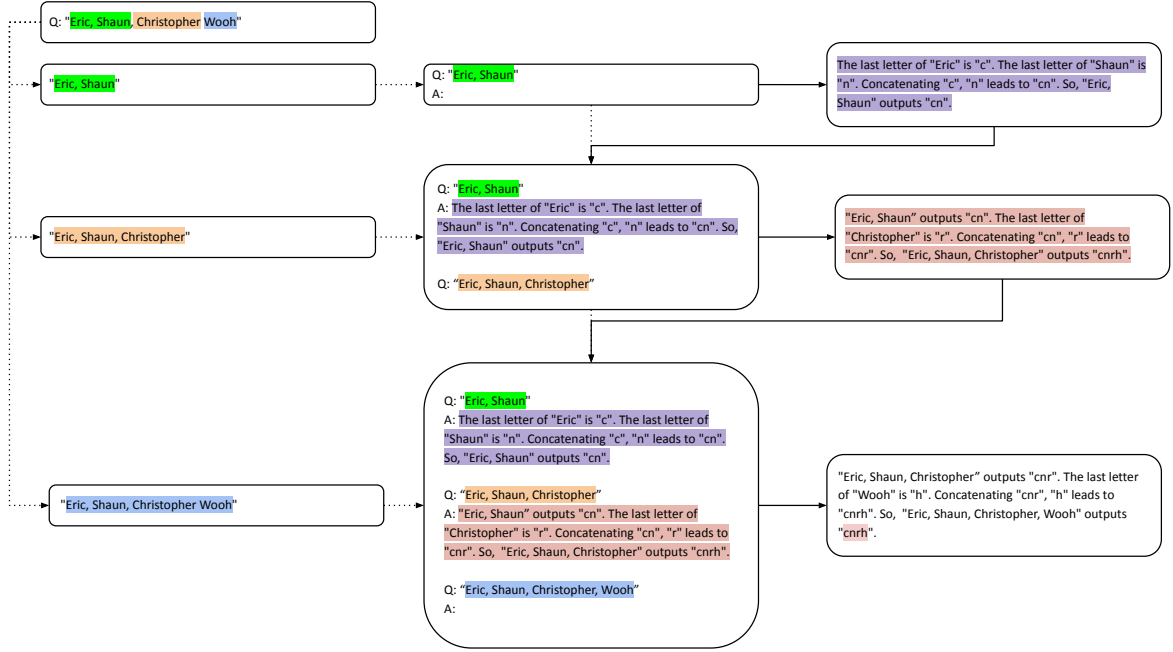 Q: "Eric, Shaun, Christopher Wooh"
"Eric, Shaun"
Q: "Eric, Shaun"
A:
The last letter of "Eric" is "c". The last letter of "Shaun" is
"n". Concatenating "c", "n" leads to "cn". So, "Eric,
Shaun" outputs "cn".
"Eric, Shaun, Christopher"
Q: "Eric, Shaun"
A: The last letter of "Eric" is "c". The last letter of
"Shaun" is "n". Concatenating "c", "n" leads to "cn". So,
"Eric, Shaun" outputs "cn".
Q: “Eric, Shaun, Christopher”
"Eric, Shaun” outputs "cn". The last letter of
"Christopher" is "r". Concatenating "cn", "r" leads to
"cnr". So,  "Eric, Shaun, Christopher" outputs "cnrh".
"Eric, Shaun, Christopher Wooh"
Q: "Eric, Shaun"
A: The last letter of "Eric" is "c". The last letter of
"Shaun" is "n". Concatenating "c", "n" leads to "cn".
So, "Eric, Shaun" outputs "cn".
Q: “Eric, Shaun, Christopher”
A: "Eric, Shaun” outputs "cn". The last letter of
"Christopher" is "r". Concatenating "cn", "r" leads to
"cnr". So,  "Eric, Shaun, Christopher" outputs "cnrh".
Q: “Eric, Shaun, Christopher, Wooh”
A:
"Eric, Shaun, Christopher” outputs "cnr". The last letter
of "Wooh" is "h". Concatenating "cnr", "h" leads to
"cnrh". So,  "Eric, Shaun, Christopher, Wooh" outputs
"cnrh".